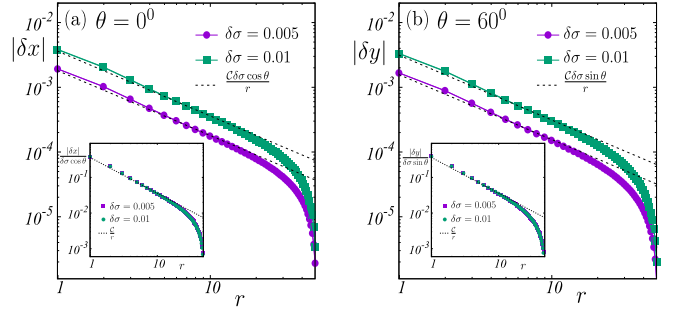 (a) θ = 0⁰
|δx|
δσ = 0.005
δσ = 0.01
𝒞δσ cos θ / r
10⁻²
10⁻³
10⁻⁴
10⁻⁵
|δx| / δσ cos θ
10⁻¹
10⁻²
10⁻³
δσ = 0.005
δσ = 0.01
.... 𝒞 / r
1 10 r
1 10
r
(b) θ = 60⁰
|δy|
δσ = 0.005
δσ = 0.01
𝒞δσ sin θ / r
10⁻²
10⁻³
10⁻⁴
10⁻⁵
|δy| / δσ sin θ
10⁻¹
10⁻²
10⁻³
δσ = 0.005
δσ = 0.01
.... 𝒞 / r
1 10 r
1 10
r